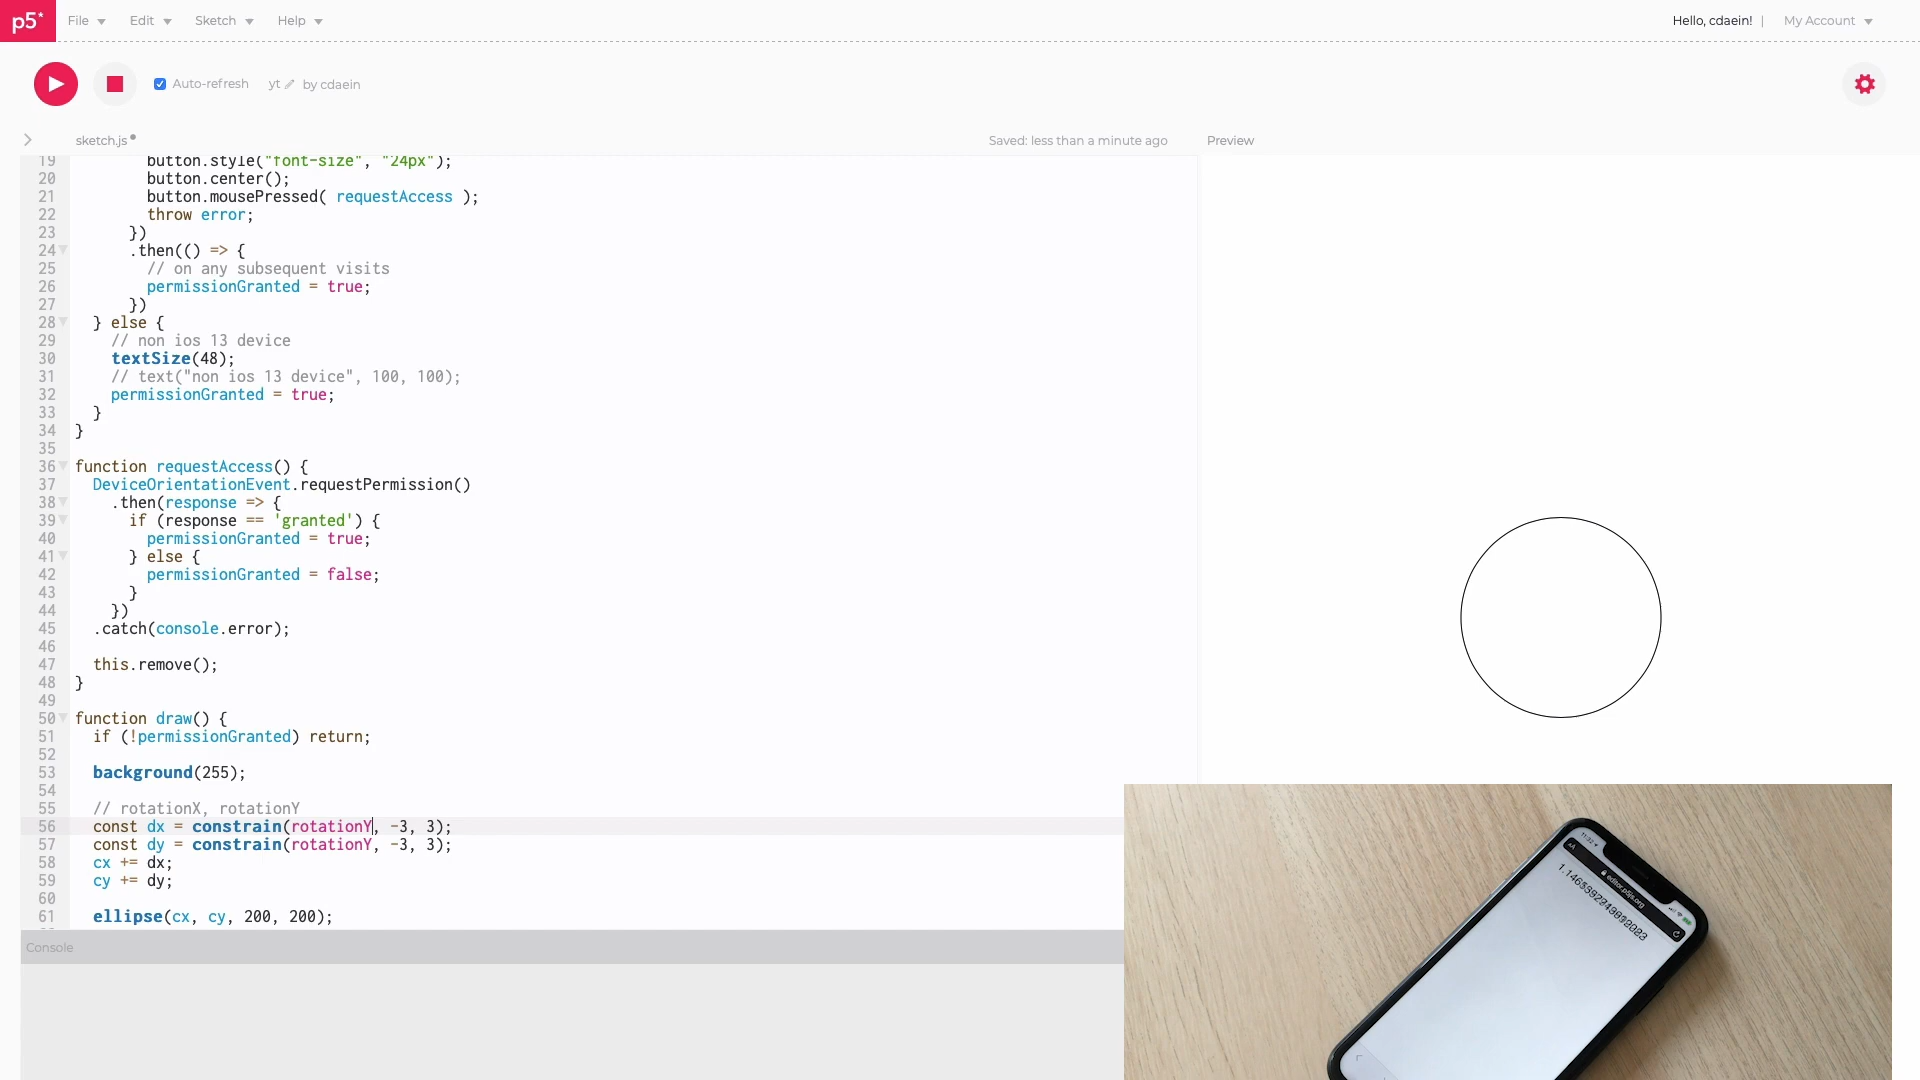 p5*
File
Edit
Sketch
Help
Hello, cdaein! |
My Account
Auto-refresh
yt
by cdaein
sketch.js
Saved: less than a minute ago
Preview
19 button.style("font-size", "24px");
20 button.center();
21 button.mousePressed( requestAccess );
22 throw error;
23 })
24 .then(() => {
25 // on any subsequent visits
26 permissionGranted = true;
27 })
28 } else {
29 // non ios 13 device
30 textSize(48);
31 // text("non ios 13 device", 100, 100);
32 permissionGranted = true;
33 }
34 }
35
36 function requestAccess() {
37 DeviceOrientationEvent.requestPermission()
38 .then(response => {
39 if (response == 'granted') {
40 permissionGranted = true;
41 } else {
42 permissionGranted = false;
43 }
44 })
45 .catch(console.error);
46
47 this.remove();
48 }
49
50 function draw() {
51 if (!permissionGranted) return;
52
53 background(255);
54
55 // rotationX, rotationY
56 const dx = constrain(rotationY, -3, 3);
57 const dy = constrain(rotationY, -3, 3);
58 cx += dx;
59 cy += dy;
60
61 ellipse(cx, cy, 200, 200);
Console
11:32
AA
editor.p5js.org